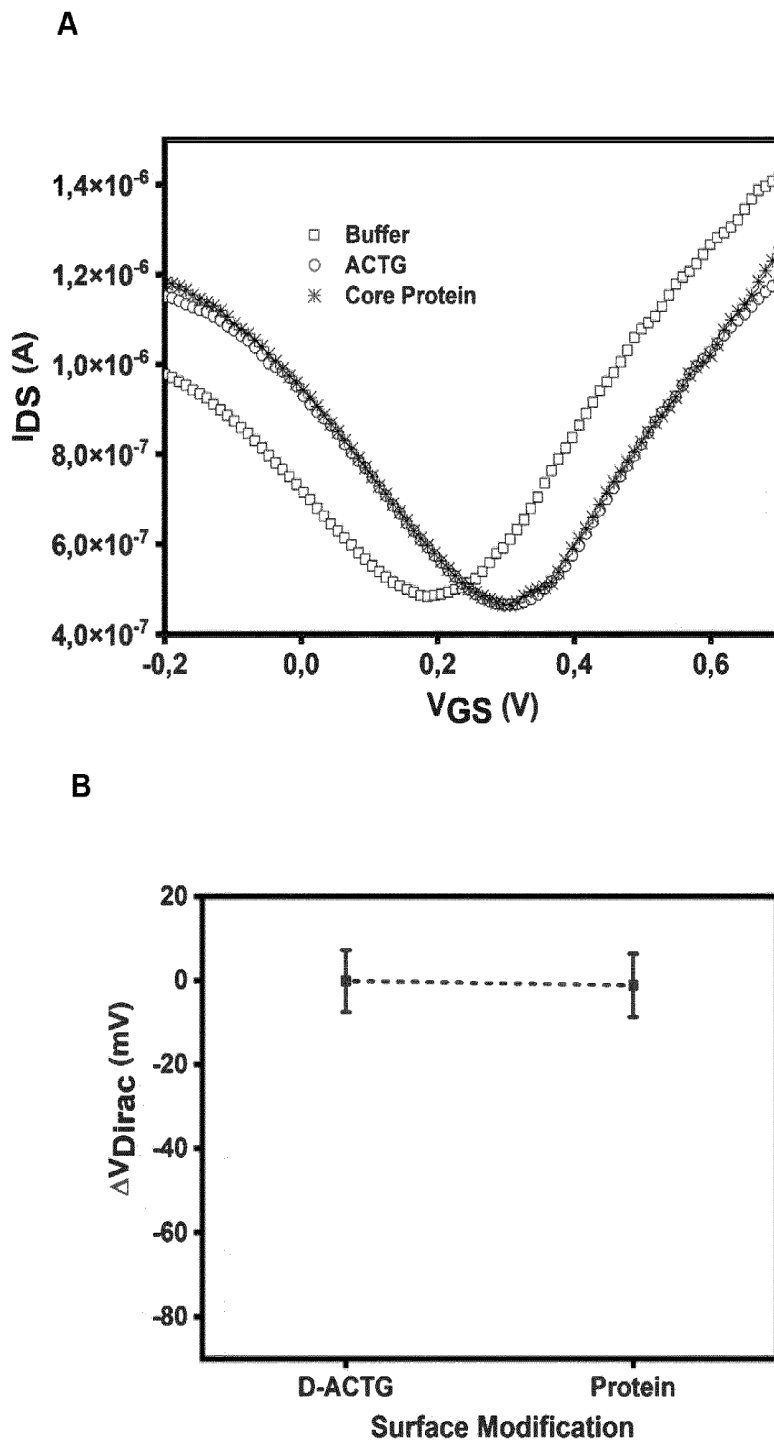 A
1,4×10⁻⁶
1,2×10⁻⁶
1,0×10⁻⁶
8,0×10⁻⁷
6,0×10⁻⁷
4,0×10⁻⁷
IDS (A)
Buffer
ACTG
Core Protein
-0,2 0,0 0,2 0,4 0,6
VGS (V)
B
20
0
-20
-40
-60
-80
ΔVDirac (mV)
D-ACTG Protein
Surface Modification